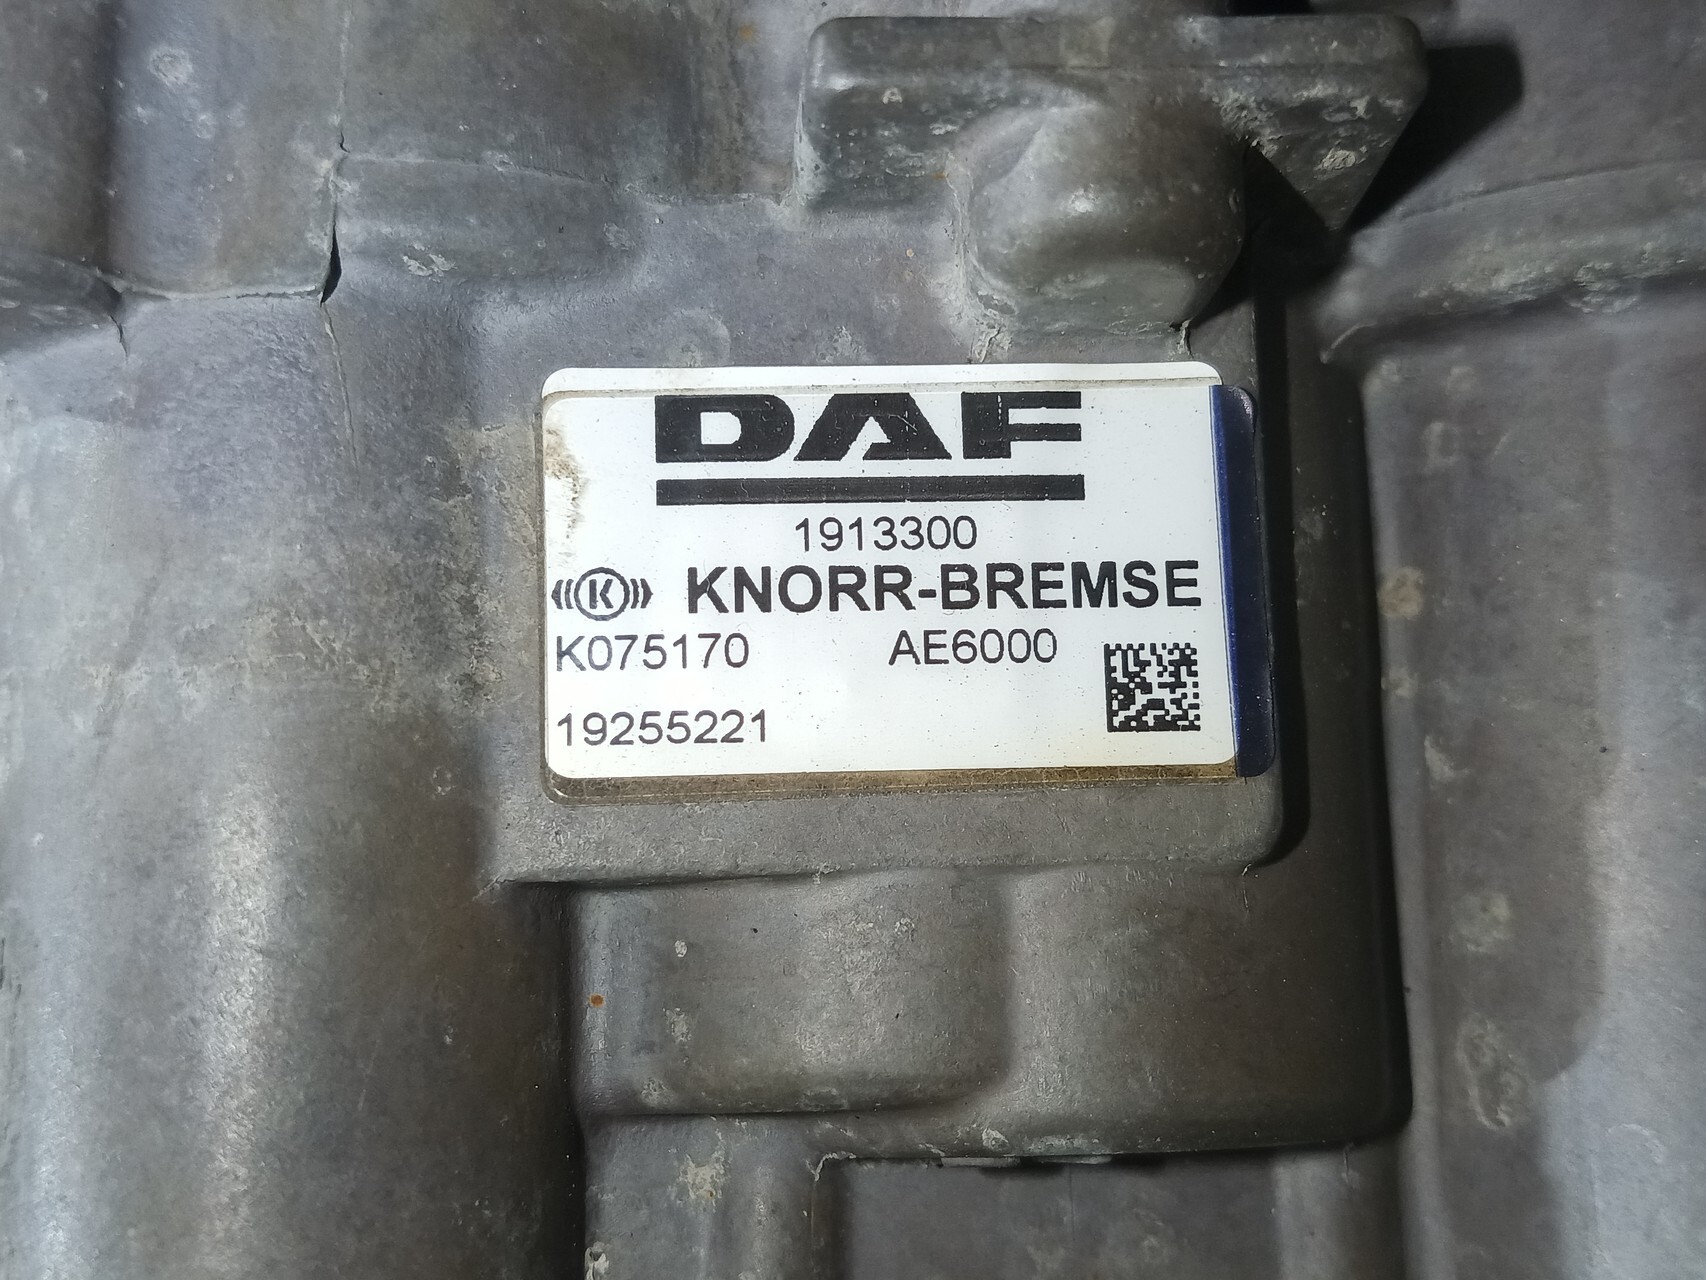 DAF
1913300
K KNORR-BREMSE
K075170 AE6000
19255221